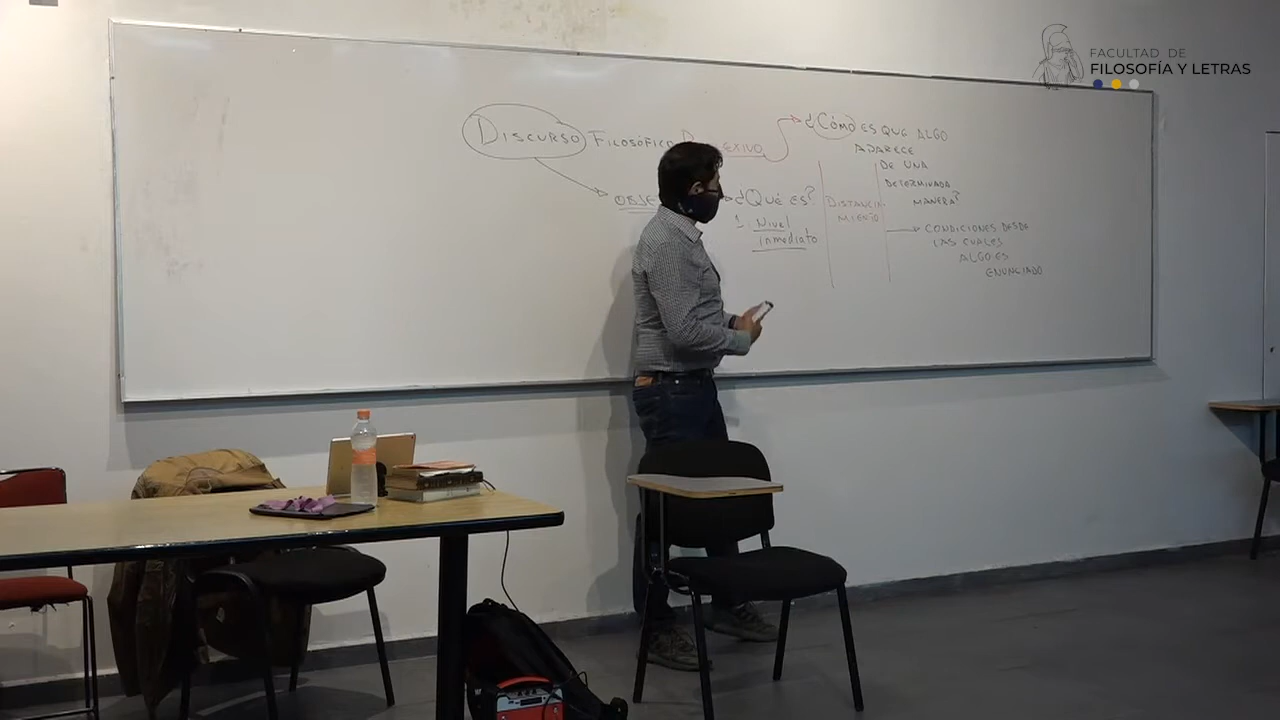 FACULTAD DE
FILOSOFÍA Y LETRAS
DISCURSO FILOSÓFICO
¿CÓMO ES QUE ALGO
APARECE
DE UNA
DETERMINADA
MANERA?
¿QUÉ ES?
1. NIVEL
INMEDIATO
DISTANCIA-
MIENTO
CONDICIONES DESDE
LAS CUALES
ALGO ES
ENUNCIADO